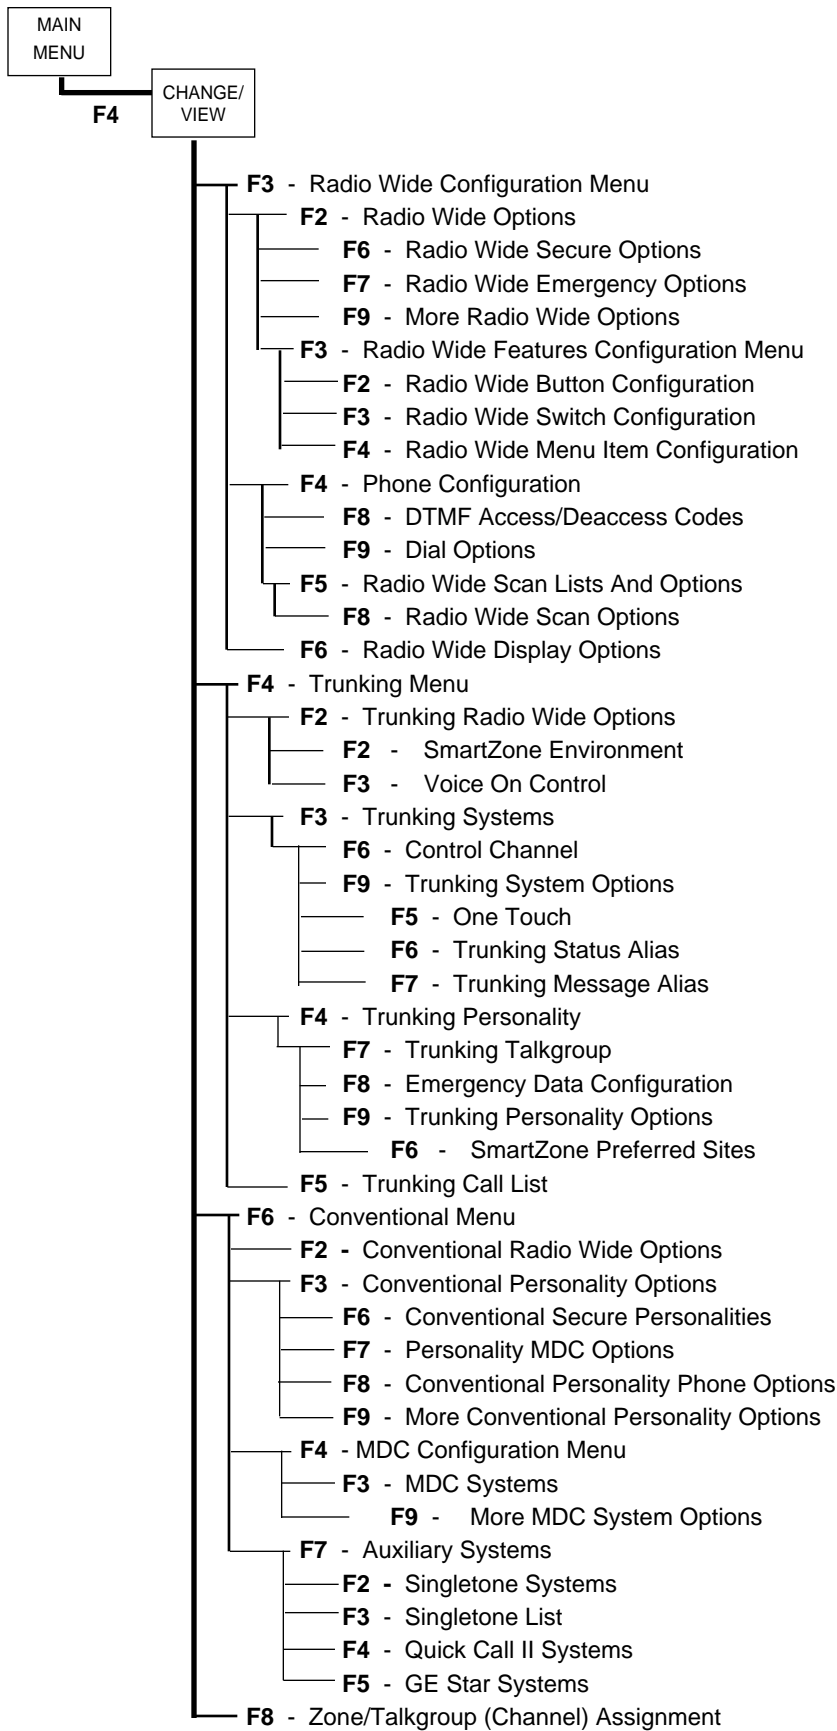 MAIN
MENU
F4
CHANGE/
VIEW
F3 - Radio Wide Configuration Menu
F2 - Radio Wide Options
F6 - Radio Wide Secure Options
F7 - Radio Wide Emergency Options
F9 - More Radio Wide Options
F3 - Radio Wide Features Configuration Menu
F2 - Radio Wide Button Configuration
F3 - Radio Wide Switch Configuration
F4 - Radio Wide Menu Item Configuration
F4 - Phone Configuration
F8 - DTMF Access/Deaccess Codes
F9 - Dial Options
F5 - Radio Wide Scan Lists And Options
F8 - Radio Wide Scan Options
F6 - Radio Wide Display Options
F4 - Trunking Menu
F2 - Trunking Radio Wide Options
F2 - SmartZone Environment
F3 - Voice On Control
F3 - Trunking Systems
F6 - Control Channel
F9 - Trunking System Options
F5 - One Touch
F6 - Trunking Status Alias
F7 - Trunking Message Alias
F4 - Trunking Personality
F7 - Trunking Talkgroup
F8 - Emergency Data Configuration
F9 - Trunking Personality Options
F6 - SmartZone Preferred Sites
F5 - Trunking Call List
F6 - Conventional Menu
F2 - Conventional Radio Wide Options
F3 - Conventional Personality Options
F6 - Conventional Secure Personalities
F7 - Personality MDC Options
F8 - Conventional Personality Phone Options
F9 - More Conventional Personality Options
F4 - MDC Configuration Menu
F3 - MDC Systems
F9 - More MDC System Options
F7 - Auxiliary Systems
F2 - Singletone Systems
F3 - Singletone List
F4 - Quick Call II Systems
F5 - GE Star Systems
F8 - Zone/Talkgroup (Channel) Assignment